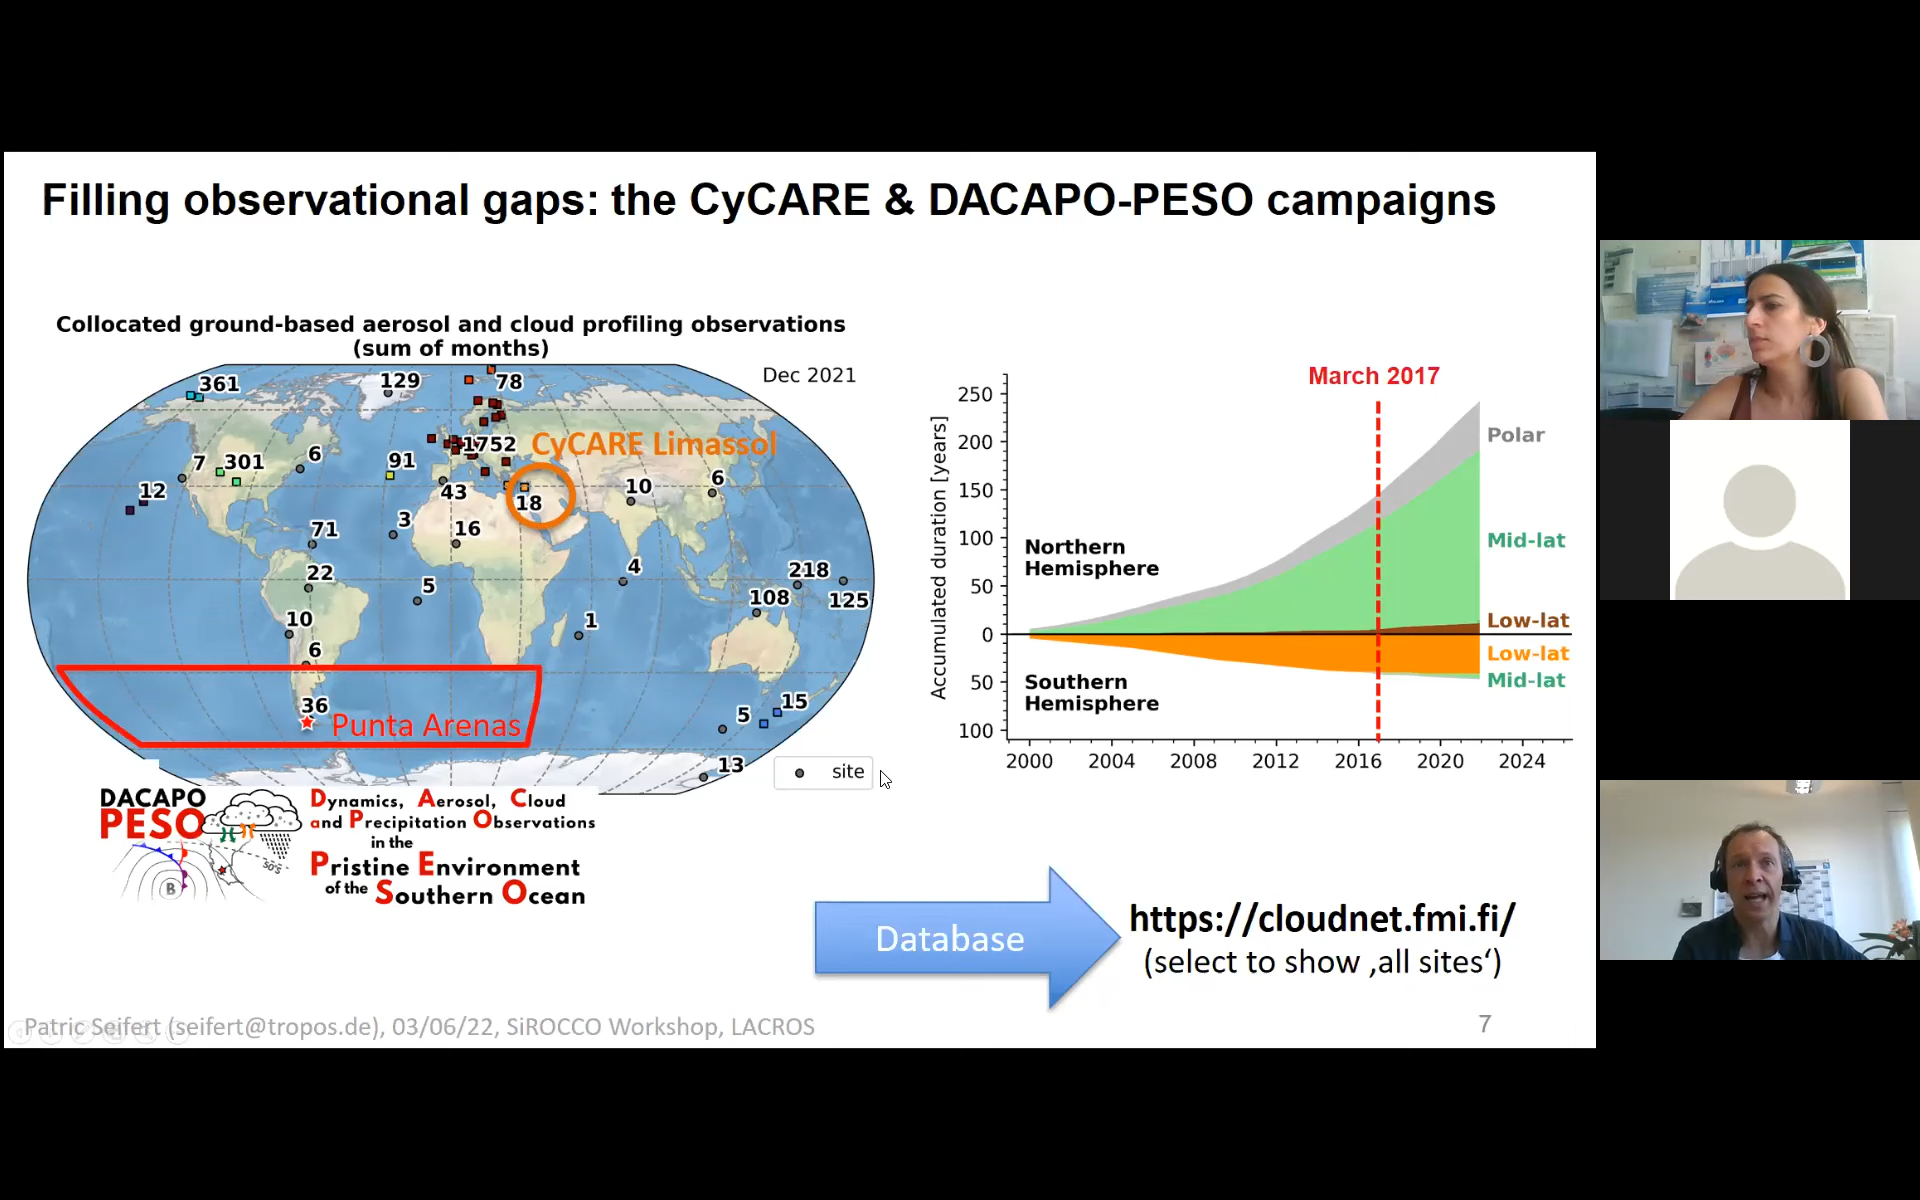 Filling observational gaps: the CyCARE & DACAPO-PESO campaigns
Collocated ground-based aerosol and cloud profiling observations
(sum of months)
Dec 2021
361
129
78
1752
CyCARE Limassol
7
301
6
91
43
18
10
6
12
71
3
16
22
5
4
218
108
125
10
1
6
36
Punta Arenas
5
15
13
site
March 2017
Accumulated duration [years]
250
200
150
100
50
0
50
100
Northern
Hemisphere
Southern
Hemisphere
Polar
Mid-lat
Low-lat
Low-lat
Mid-lat
2000 2004 2008 2012 2016 2020 2024
DACAPO
PESO
50°S
B
Dynamics, Aerosol, Cloud
and Precipitation Observations
in the
Pristine Environment
of the Southern Ocean
Database
https://cloudnet.fmi.fi/
(select to show ‚all sites‘)
Patric Seifert (seifert@tropos.de), 03/06/22, SiROCCO Workshop, LACROS
7